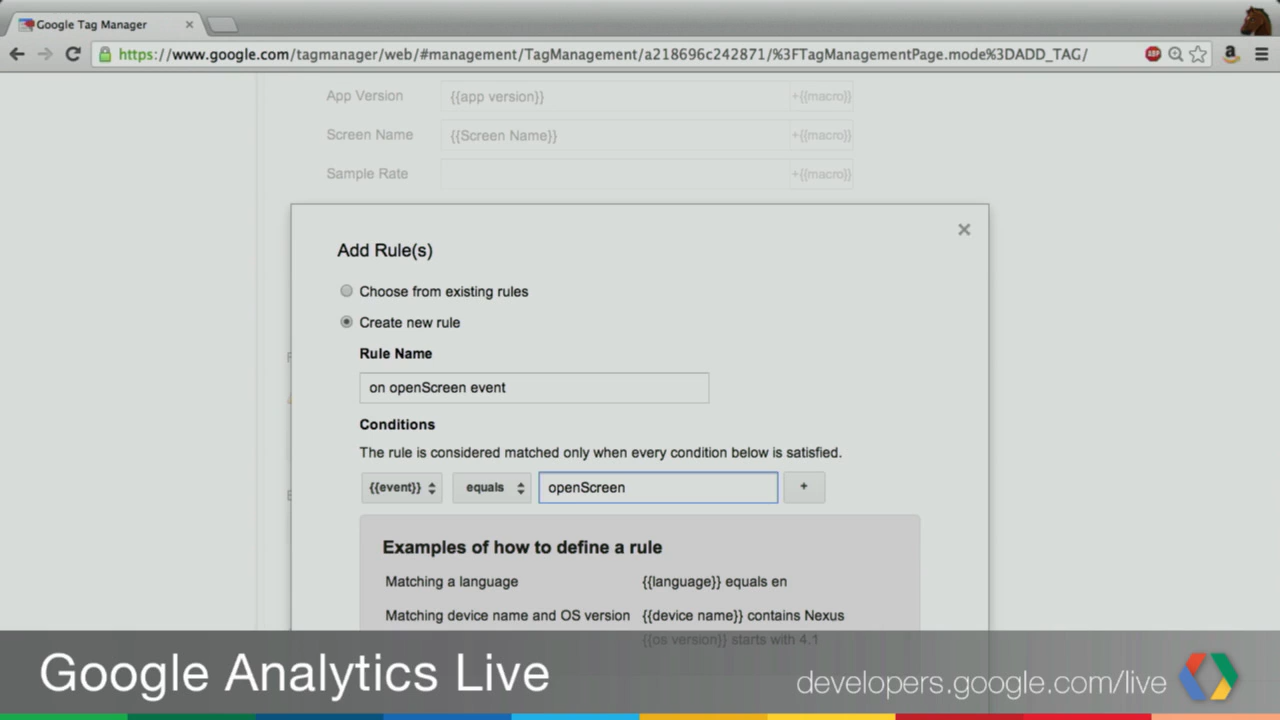 Google Tag Manager
https://www.google.com/tagmanager/web/#management/TagManagement/a218696c242871/%3FTagManagementPage.mode%3DADD_TAG/
App Version {{app version}} +{{macro}}
Screen Name {{Screen Name}} +{{macro}}
Sample Rate +{{macro}}
Add Rule(s)
Choose from existing rules
Create new rule
Rule Name
on openScreen event
Conditions
The rule is considered matched only when every condition below is satisfied.
{{event}} equals openScreen +
Examples of how to define a rule
Matching a language {{language}} equals en
Matching device name and OS version {{device name}} contains Nexus
{{os version}} starts with 4.1
Google Analytics Live
developers.google.com/live